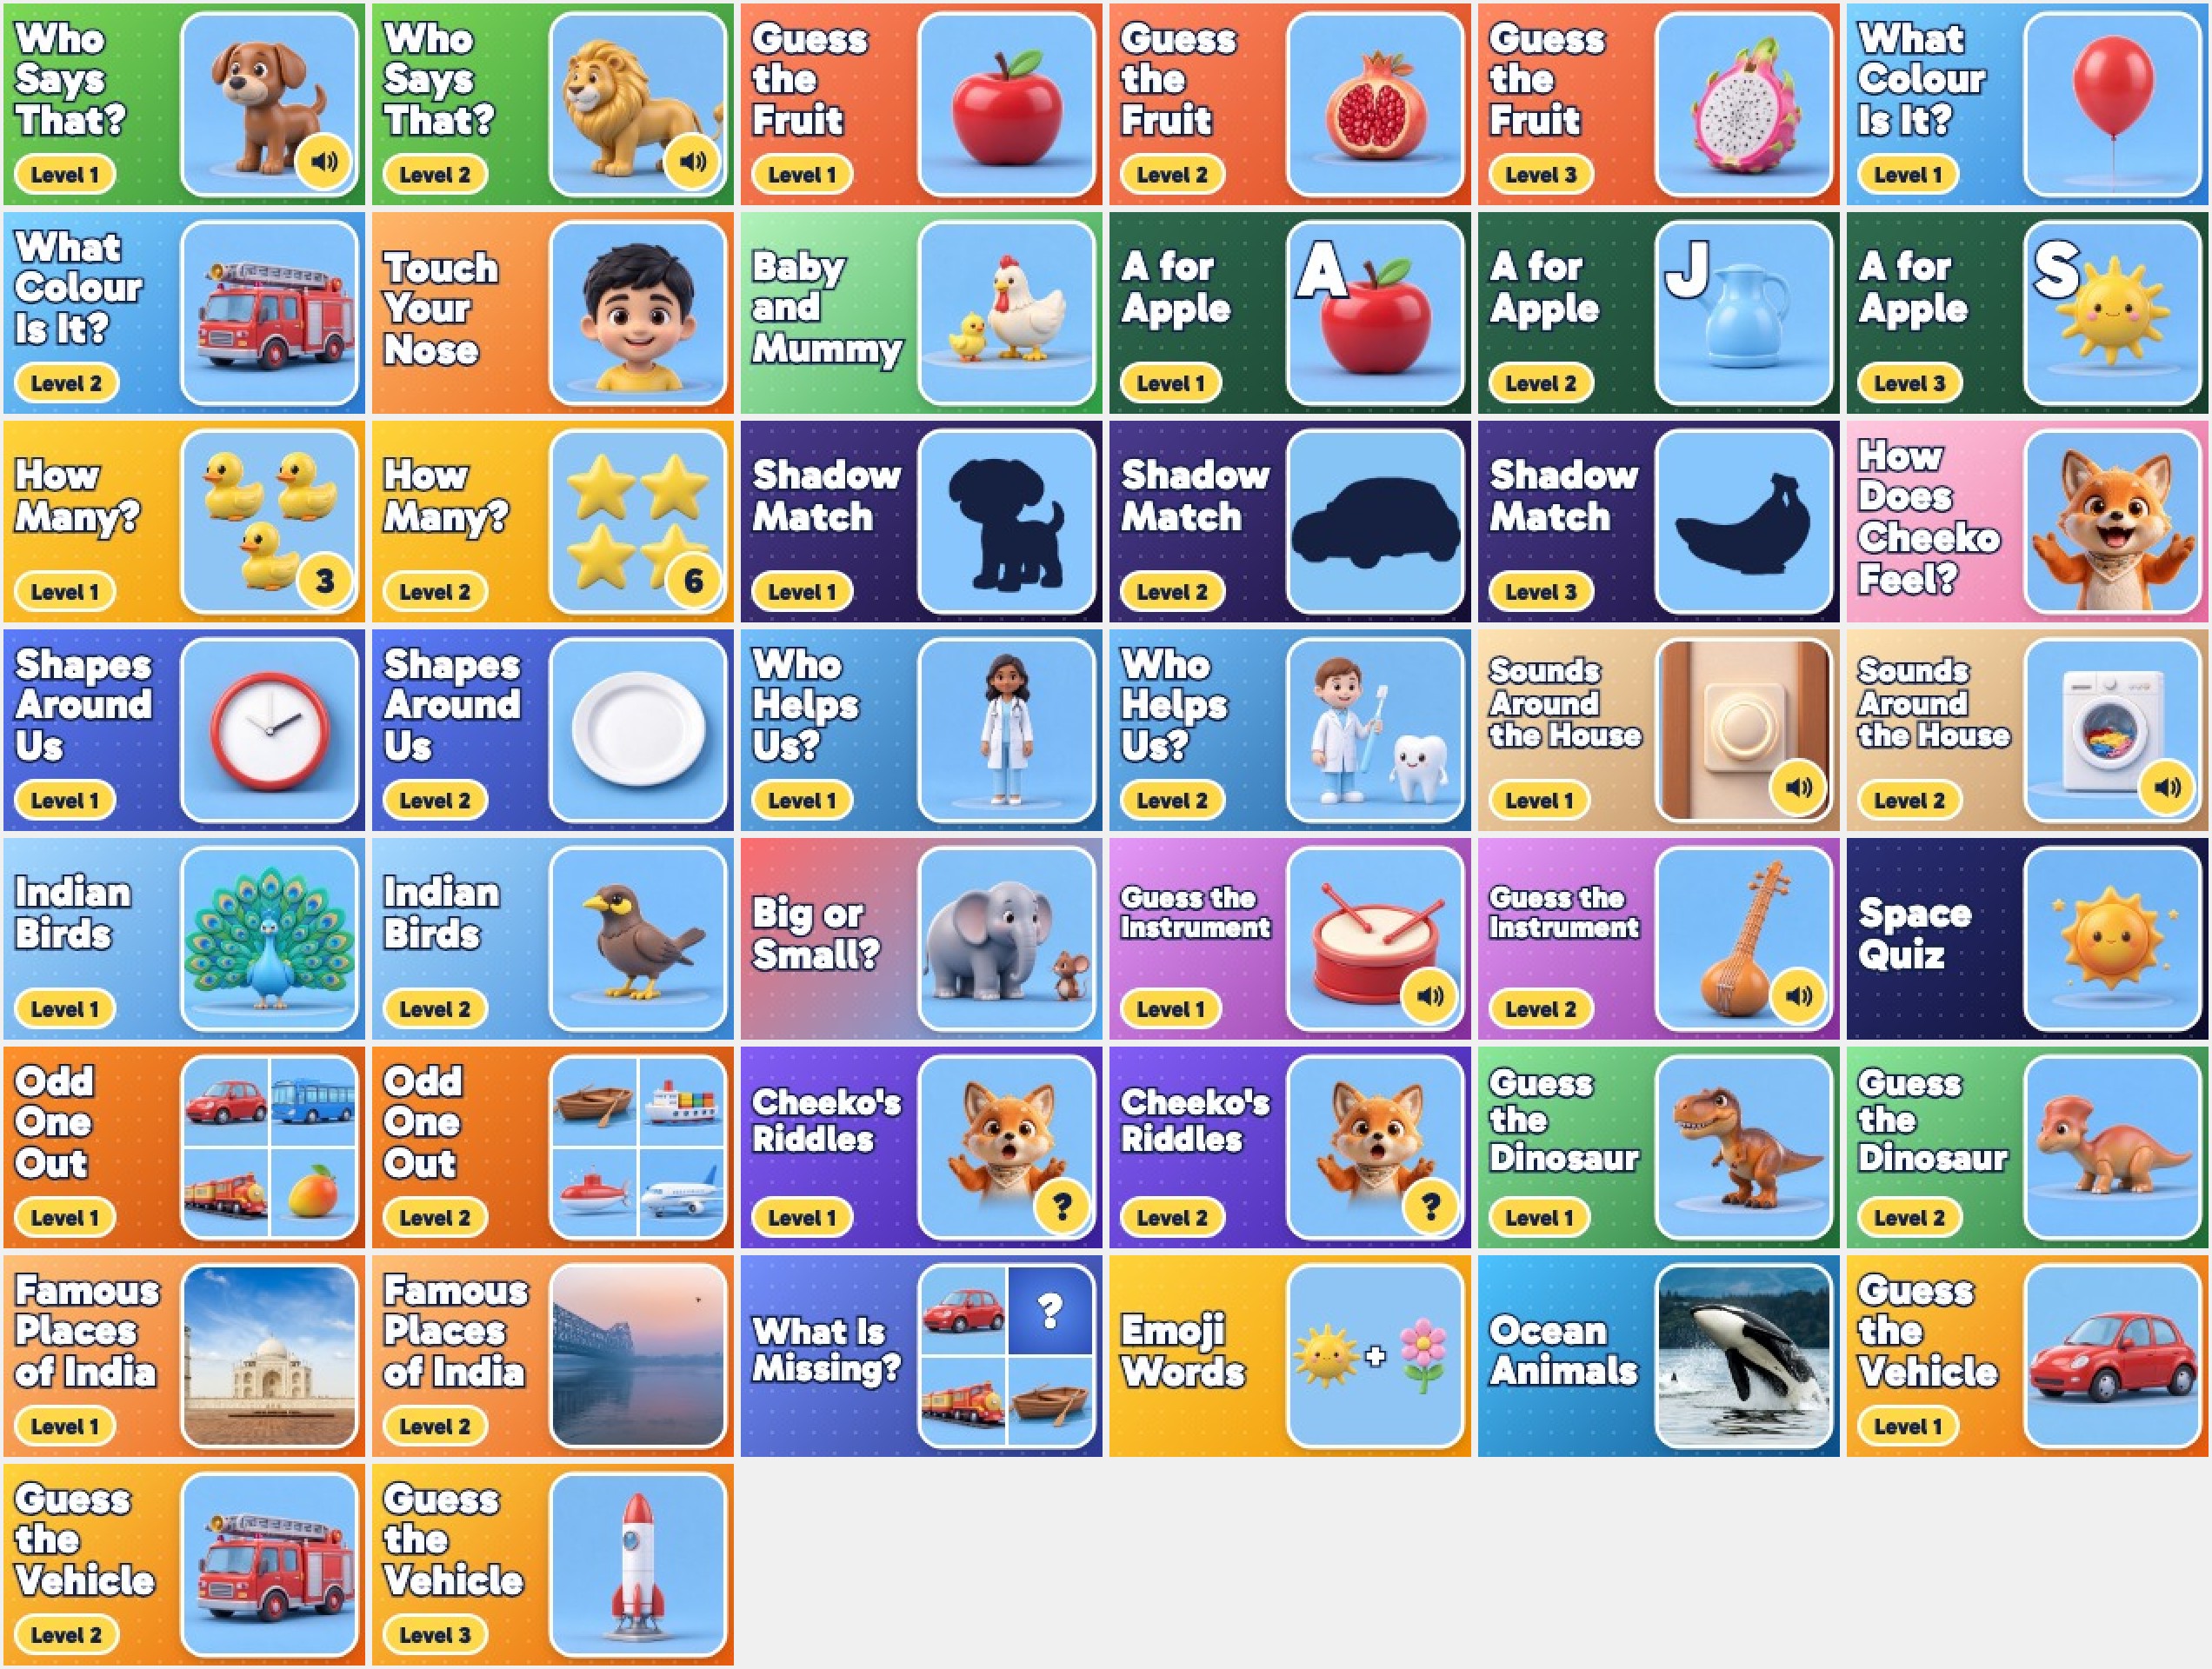 Who
Says
That?
Level 1
Who
Says
That?
Level 2
Guess
the
Fruit
Level 1
Guess
the
Fruit
Level 2
Guess
the
Fruit
Level 3
What
Colour
Is It?
Level 1
What
Colour
Is It?
Level 2
Touch
Your
Nose
Baby
and
Mummy
A for
Apple
Level 1
A
A for
Apple
Level 2
J
A for
Apple
Level 3
S
How
Many?
Level 1
3
How
Many?
Level 2
6
Shadow
Match
Level 1
Shadow
Match
Level 2
Shadow
Match
Level 3
How
Does
Cheeko
Feel?
Shapes
Around
Us
Level 1
Shapes
Around
Us
Level 2
Who
Helps
Us?
Level 1
Who
Helps
Us?
Level 2
Sounds
Around
the House
Level 1
Sounds
Around
the House
Level 2
Indian
Birds
Level 1
Indian
Birds
Level 2
Big or
Small?
Guess the
Instrument
Level 1
Guess the
Instrument
Level 2
Space
Quiz
Odd
One
Out
Level 1
Odd
One
Out
Level 2
Cheeko's
Riddles
Level 1
?
Cheeko's
Riddles
Level 2
?
Guess
the
Dinosaur
Level 1
Guess
the
Dinosaur
Level 2
Famous
Places
of India
Level 1
Famous
Places
of India
Level 2
What Is
Missing?
?
Emoji
Words
+
Ocean
Animals
Guess
the
Vehicle
Level 1
Guess
the
Vehicle
Level 2
Guess
the
Vehicle
Level 3